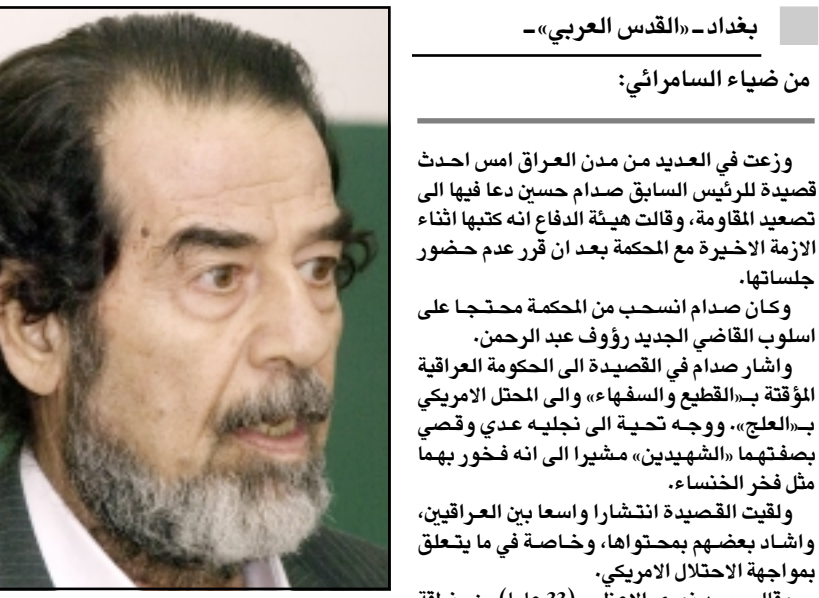 بغداد ـ «القدس العربي» ـ
من ضياء السامرائي:
وزعت في العديد من مدن العراق امس احدث
قصيدة للرئيس السابق صدام حسين دعا فيها الى
تصعيد المقاومة، وقالت هيئة الدفاع انه كتبها اثناء
الازمة الاخيرة مع المحكمة بعد ان قرر عدم حضور
جلساتها.
وكان صدام انسحب من المحكمة محتجا على
اسلوب القاضي الجديد رؤوف عبد الرحمن.
واشار صدام في القصيدة الى الحكومة العراقية
المؤقتة بـ«القطيع والسفهاء» والى المحتل الامريكي
بـ«العلج». ووجه تحية الى نجليه عدي وقصي
بصفتهما «الشهيدين» مشيرا الى انه فخور بهما
مثل فخر الخنساء.
ولقيت القصيدة انتشارا واسعا بين العراقيين،
واشاد بعضهم بمحتواها، وخاصة في ما يتعلق
بمواجهة الاحتلال الامريكي.